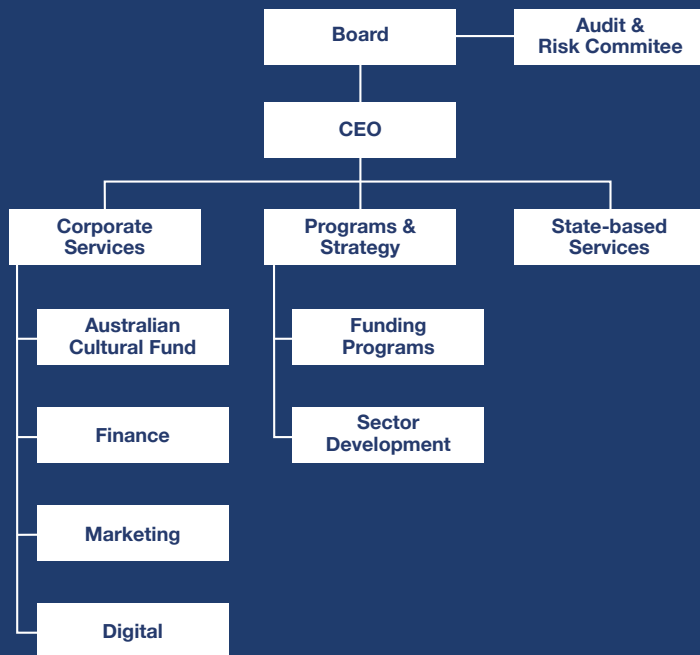 Board
Audit &
Risk Commitee
CEO
Corporate
Services
Programs &
Strategy
State-based
Services
Australian
Cultural Fund
Funding
Programs
Finance
Sector
Development
Marketing
Digital